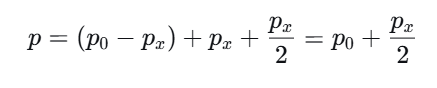 p = (p₀ − pₓ) + pₓ + pₓ/2 = p₀ + pₓ/2